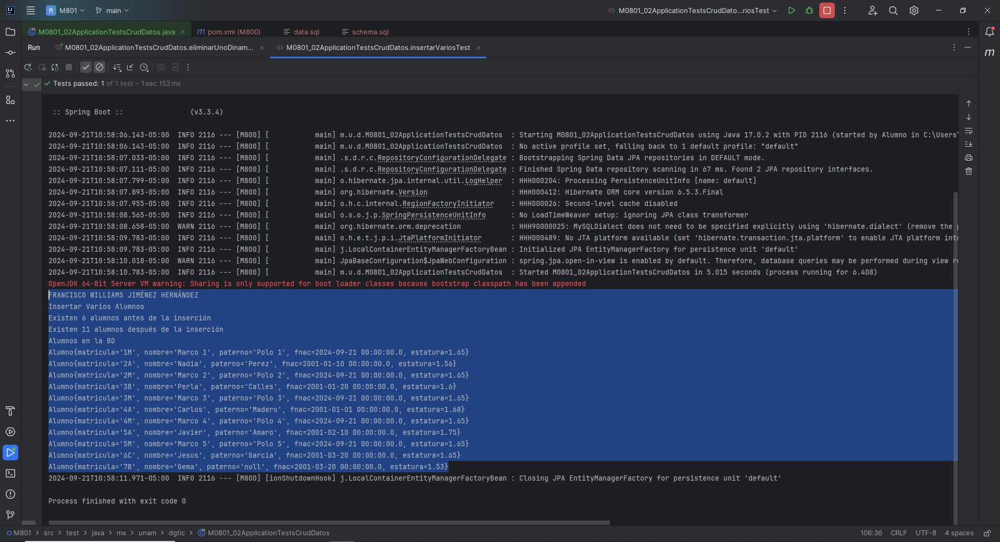 M M801 main M0801_02ApplicationTestsCrudDato...riosTest
M0801_02ApplicationTestsCrudDatos.java pom.xml (M800) data.sql schema.sql
Run M0801_02ApplicationTestsCrudDatos.eliminarUnoDinam... M0801_02ApplicationTestsCrudDatos.insertarVariosTest
Tests passed: 1 of 1 test – 1 sec 152 ms
:: Spring Boot :: (v3.3.4)
2024-09-21T10:58:06.143-05:00 INFO 2116 --- [M800] [ main] m.u.d.M0801_02ApplicationTestsCrudDatos : Starting M0801_02ApplicationTestsCrudDatos using Java 17.0.2 with PID 2116 (started by Alumno in C:\Users\
2024-09-21T10:58:06.143-05:00 INFO 2116 --- [M800] [ main] m.u.d.M0801_02ApplicationTestsCrudDatos : No active profile set, falling back to 1 default profile: "default"
2024-09-21T10:58:07.033-05:00 INFO 2116 --- [M800] [ main] .s.d.r.c.RepositoryConfigurationDelegate : Bootstrapping Spring Data JPA repositories in DEFAULT mode.
2024-09-21T10:58:07.111-05:00 INFO 2116 --- [M800] [ main] .s.d.r.c.RepositoryConfigurationDelegate : Finished Spring Data repository scanning in 67 ms. Found 2 JPA repository interfaces.
2024-09-21T10:58:07.799-05:00 INFO 2116 --- [M800] [ main] o.hibernate.jpa.internal.util.LogHelper : HHH000204: Processing PersistenceUnitInfo [name: default]
2024-09-21T10:58:07.893-05:00 INFO 2116 --- [M800] [ main] org.hibernate.Version : HHH000412: Hibernate ORM core version 6.5.3.Final
2024-09-21T10:58:07.955-05:00 INFO 2116 --- [M800] [ main] o.h.c.internal.RegionFactoryInitiator : HHH000026: Second-level cache disabled
2024-09-21T10:58:08.565-05:00 INFO 2116 --- [M800] [ main] o.s.o.j.p.SpringPersistenceUnitInfo : No LoadTimeWeaver setup: ignoring JPA class transformer
2024-09-21T10:58:08.658-05:00 WARN 2116 --- [M800] [ main] org.hibernate.orm.deprecation : HHH90000025: MySQLDialect does not need to be specified explicitly using 'hibernate.dialect' (remove the
2024-09-21T10:58:09.783-05:00 INFO 2116 --- [M800] [ main] o.h.e.t.j.p.i.JtaPlatformInitiator : HHH000489: No JTA platform available (set 'hibernate.transaction.jta.platform' to enable JTA platform inte
2024-09-21T10:58:09.783-05:00 INFO 2116 --- [M800] [ main] j.LocalContainerEntityManagerFactoryBean : Initialized JPA EntityManagerFactory for persistence unit 'default'
2024-09-21T10:58:10.018-05:00 WARN 2116 --- [M800] [ main] JpaBaseConfiguration$JpaWebConfiguration : spring.jpa.open-in-view is enabled by default. Therefore, database queries may be performed during view re
2024-09-21T10:58:10.783-05:00 INFO 2116 --- [M800] [ main] m.u.d.M0801_02ApplicationTestsCrudDatos : Started M0801_02ApplicationTestsCrudDatos in 5.015 seconds (process running for 6.408)
OpenJDK 64-Bit Server VM warning: Sharing is only supported for boot loader classes because bootstrap classpath has been appended
FRANCISCO WILLIAMS JIMÉNEZ HERNÁNDEZ
Insertar Varios Alumnos
Existen 6 alumnos antes de la inserción
Existen 11 alumnos después de la inserción
Alumnos en la BD
Alumno{matricula='1M', nombre='Marco 1', paterno='Polo 1', fnac=2024-09-21 00:00:00.0, estatura=1.65}
Alumno{matricula='2A', nombre='Nadia', paterno='Perez', fnac=2001-01-10 00:00:00.0, estatura=1.56}
Alumno{matricula='2M', nombre='Marco 2', paterno='Polo 2', fnac=2024-09-21 00:00:00.0, estatura=1.65}
Alumno{matricula='3B', nombre='Perla', paterno='Calles', fnac=2001-01-20 00:00:00.0, estatura=1.6}
Alumno{matricula='3M', nombre='Marco 3', paterno='Polo 3', fnac=2024-09-21 00:00:00.0, estatura=1.65}
Alumno{matricula='4A', nombre='Carlos', paterno='Madero', fnac=2001-01-01 00:00:00.0, estatura=1.68}
Alumno{matricula='4M', nombre='Marco 4', paterno='Polo 4', fnac=2024-09-21 00:00:00.0, estatura=1.65}
Alumno{matricula='5A', nombre='Javier', paterno='Amaro', fnac=2001-02-10 00:00:00.0, estatura=1.75}
Alumno{matricula='5M', nombre='Marco 5', paterno='Polo 5', fnac=2024-09-21 00:00:00.0, estatura=1.65}
Alumno{matricula='6C', nombre='Jesus', paterno='Garcia', fnac=2001-03-20 00:00:00.0, estatura=1.65}
Alumno{matricula='7B', nombre='Gema', paterno='null', fnac=2001-03-20 00:00:00.0, estatura=1.53}
2024-09-21T10:58:11.971-05:00 INFO 2116 --- [M800] [ionShutdownHook] j.LocalContainerEntityManagerFactoryBean : Closing JPA EntityManagerFactory for persistence unit 'default'
Process finished with exit code 0
M801 > src > test > java > mx > unam > dgtic > M0801_02ApplicationTestsCrudDatos 106:36 CRLF UTF-8 4 spaces